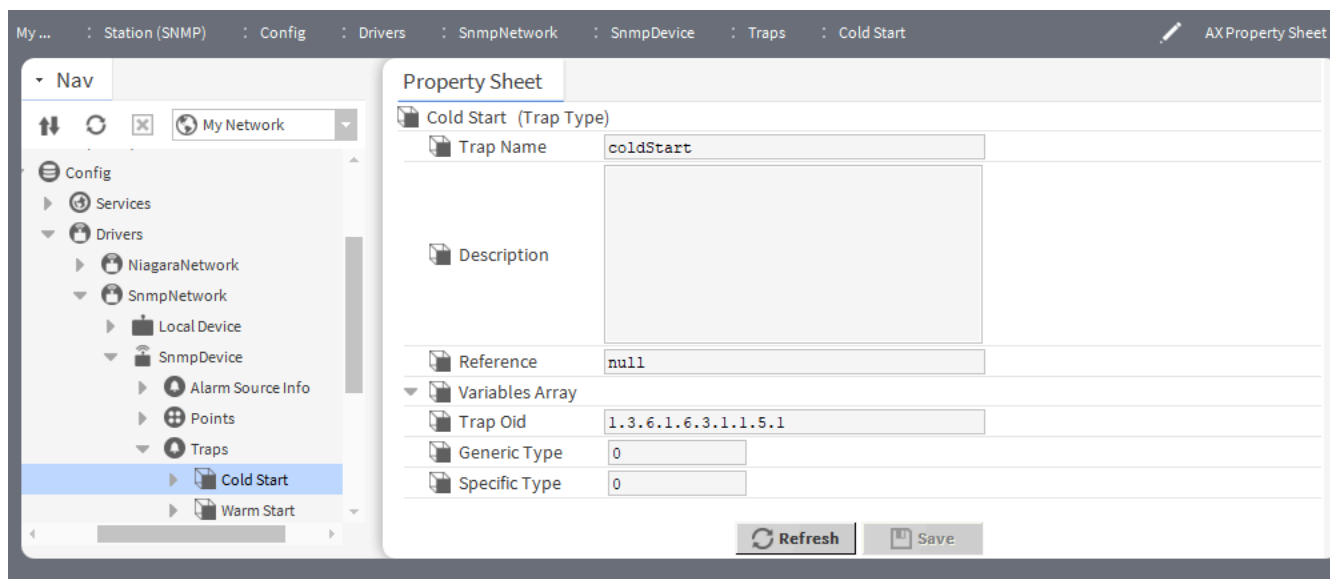 My ... : Station (SNMP) : Config : Drivers : SnmpNetwork : SnmpDevice : Traps : Cold Start AX Property Sheet
Nav
My Network
Config
Services
Drivers
NiagaraNetwork
SnmpNetwork
Local Device
SnmpDevice
Alarm Source Info
Points
Traps
Cold Start
Warm Start
Property Sheet
Cold Start (Trap Type)
Trap Name coldStart
Description
Reference null
Variables Array
Trap Oid 1.3.6.1.6.3.1.1.5.1
Generic Type 0
Specific Type 0
Refresh Save